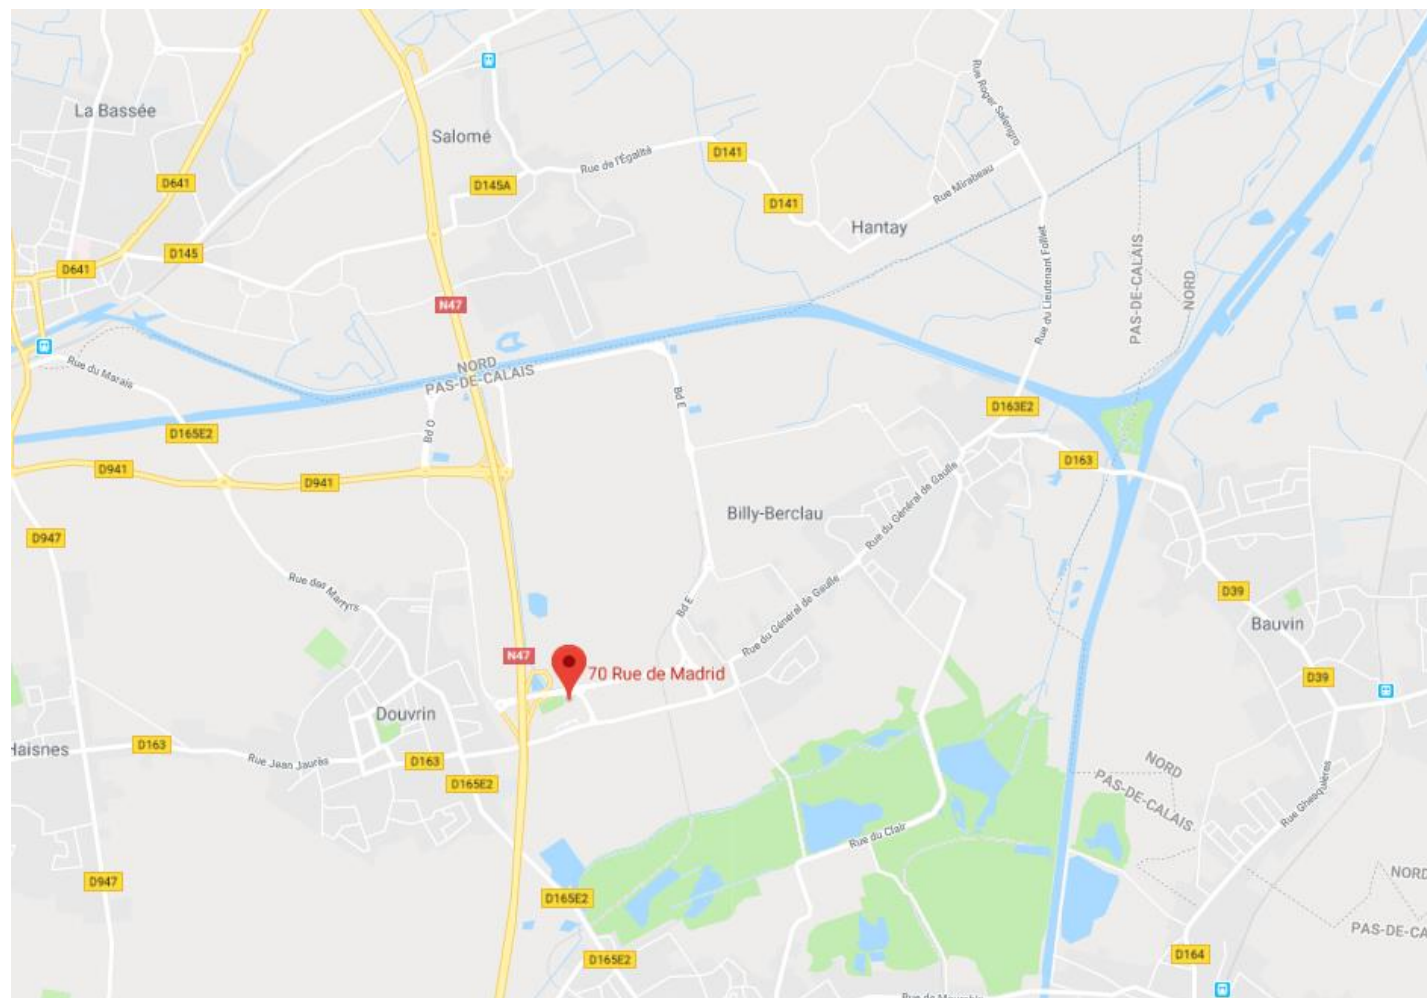 La Bassée
Salomé
Rue de l'Égalité
D141
Rue Roger Salengro
Rue Mirabeau
D641
D145A
D141
Hantay
D145
D641
PAS-DE-CALAIS
NORD
Rue du Lieutenant Folliet
N47
Rue du Marais
NORD
PAS-DE-CALAIS
Bd E
D163E2
D165E2
Bd O
D941
D941
D163
Rue du Général de Gaulle
Billy-Berclau
D947
Rue des Martyrs
Bd E
Rue du Général de Gaulle
D39
Bauvin
N47
70 Rue de Madrid
D39
Douvrin
Haisnes
D163
Rue Jean Jaurès
D163
D165E2
NORD
PAS-DE-CALAIS
Rue Ghesquières
Rue du Clair
D947
D165E2
NORD
PAS-DE-CA
D165E2
D164